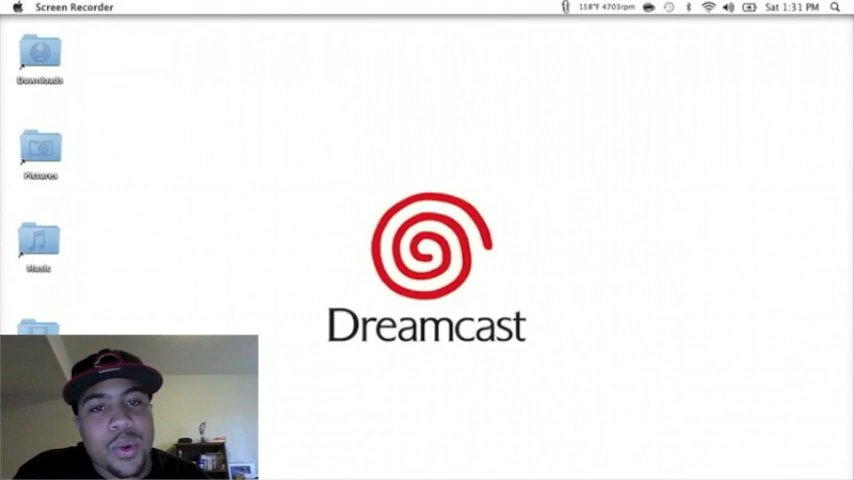 Screen Recorder 158°F 4703rpm Sat 1:31 PM
Downloads
Pictures
Music
Dreamcast